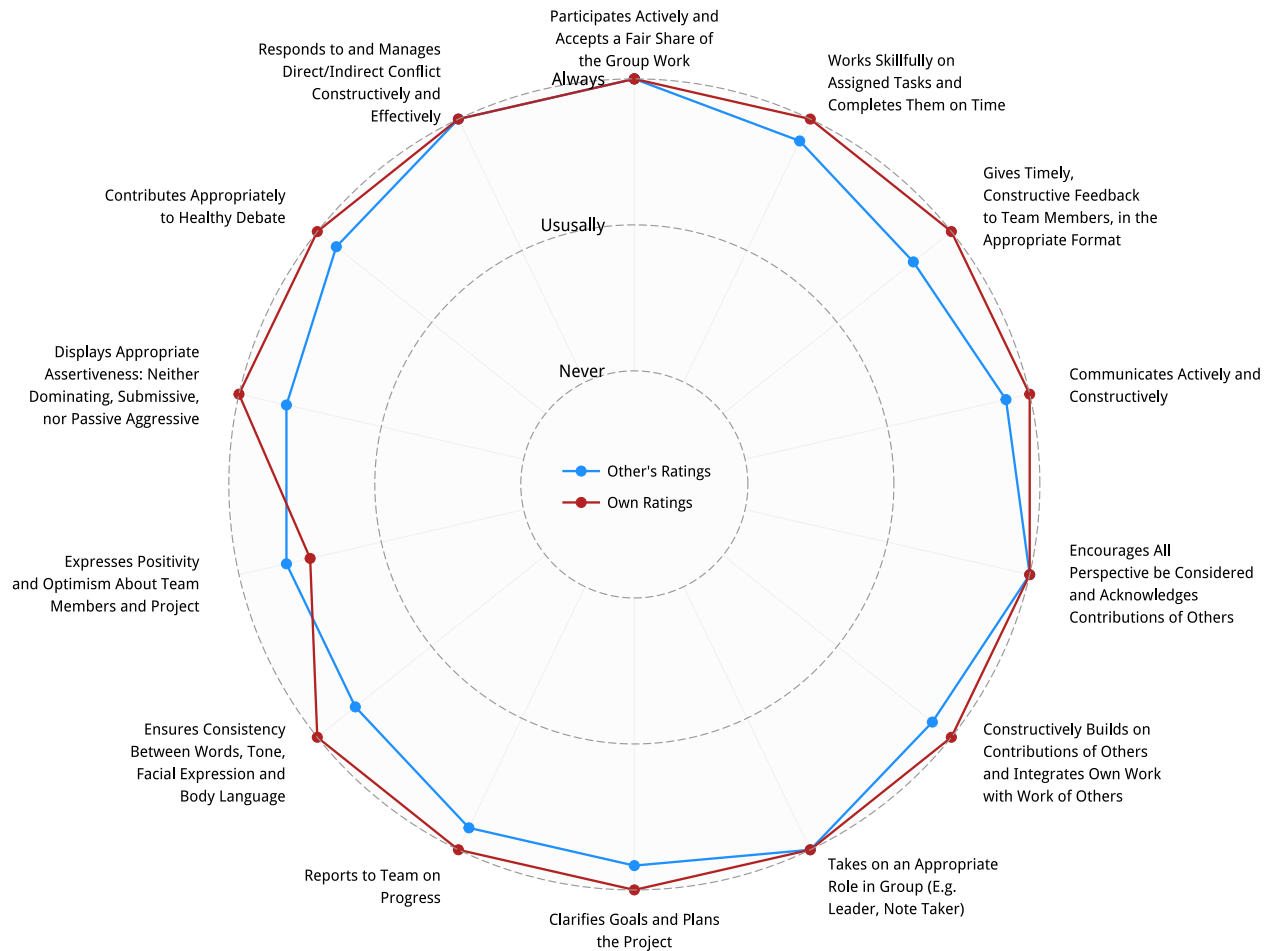 Participates Actively and
Accepts a Fair Share of
the Group Work
Works Skillfully on
Assigned Tasks and
Completes Them on Time
Gives Timely,
Constructive Feedback
to Team Members, in the
Appropriate Format
Communicates Actively and
Constructively
Encourages All
Perspective be Considered
and Acknowledges
Contributions of Others
Constructively Builds on
Contributions of Others
and Integrates Own Work
with Work of Others
Takes on an Appropriate
Role in Group (E.g.
Leader, Note Taker)
Clarifies Goals and Plans
the Project
Reports to Team on
Progress
Ensures Consistency
Between Words, Tone,
Facial Expression and
Body Language
Expresses Positivity
and Optimism About Team
Members and Project
Displays Appropriate
Assertiveness: Neither
Dominating, Submissive,
nor Passive Aggressive
Contributes Appropriately
to Healthy Debate
Responds to and Manages
Direct/Indirect Conflict
Constructively and
Effectively
Always
Ususally
Never
Other's Ratings
Own Ratings